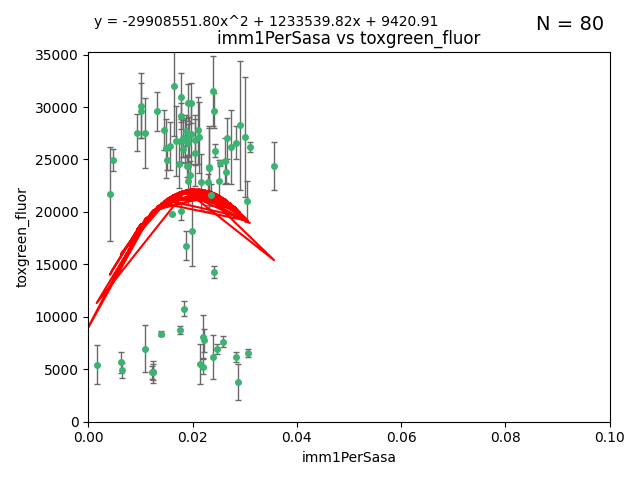 y = -29908551.80x^2 + 1233539.82x + 9420.91
N = 80
imm1PerSasa vs toxgreen_fluor
35000
30000
25000
20000
15000
10000
5000
0
toxgreen_fluor
0.00 0.02 0.04 0.06 0.08 0.10
imm1PerSasa